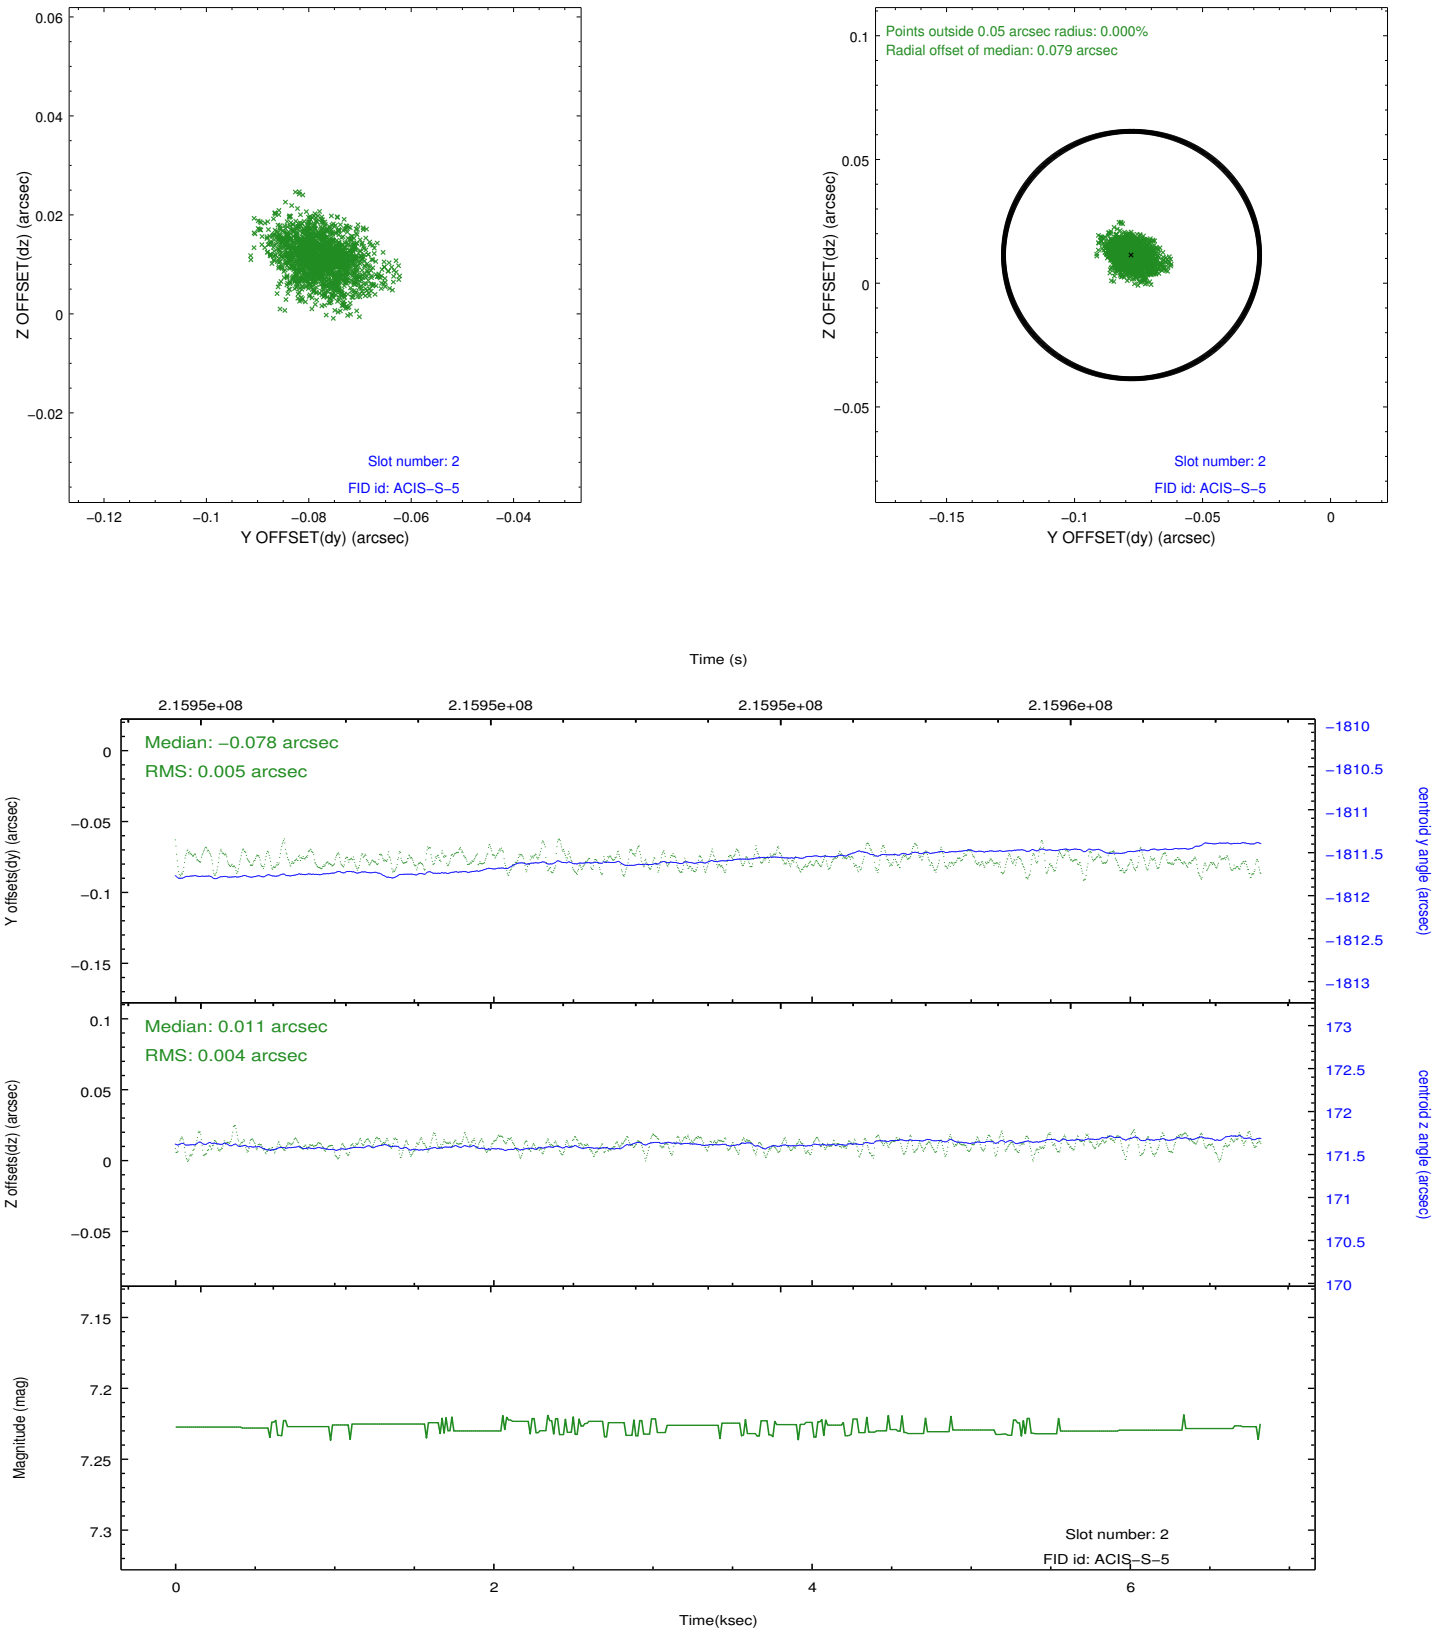 0.06
0.04
0.02
0
−0.02
Z OFFSET(dz) (arcsec)
Slot number: 2
FID id: ACIS−S−5
−0.12 −0.1 −0.08 −0.06 −0.04
Y OFFSET(dy) (arcsec)
Points outside 0.05 arcsec radius: 0.000%
Radial offset of median: 0.079 arcsec
0.1
0.05
0
−0.05
Z OFFSET(dz) (arcsec)
Slot number: 2
FID id: ACIS−S−5
−0.15 −0.1 −0.05 0
Y OFFSET(dy) (arcsec)
Time (s)
2.1595e+08 2.1595e+08 2.1595e+08 2.1596e+08
Median: −0.078 arcsec
RMS: 0.005 arcsec
0
−0.05
−0.1
−0.15
Y offsets(dy) (arcsec)
−1810
−1810.5
−1811
−1811.5
−1812
−1812.5
−1813
centroid y angle (arcsec)
Median: 0.011 arcsec
RMS: 0.004 arcsec
0.1
0.05
0
−0.05
Z offsets(dz) (arcsec)
173
172.5
172
171.5
171
170.5
170
centroid z angle (arcsec)
7.15
7.2
7.25
7.3
Magnitude (mag)
Slot number: 2
FID id: ACIS−S−5
0 2 4 6
Time(ksec)